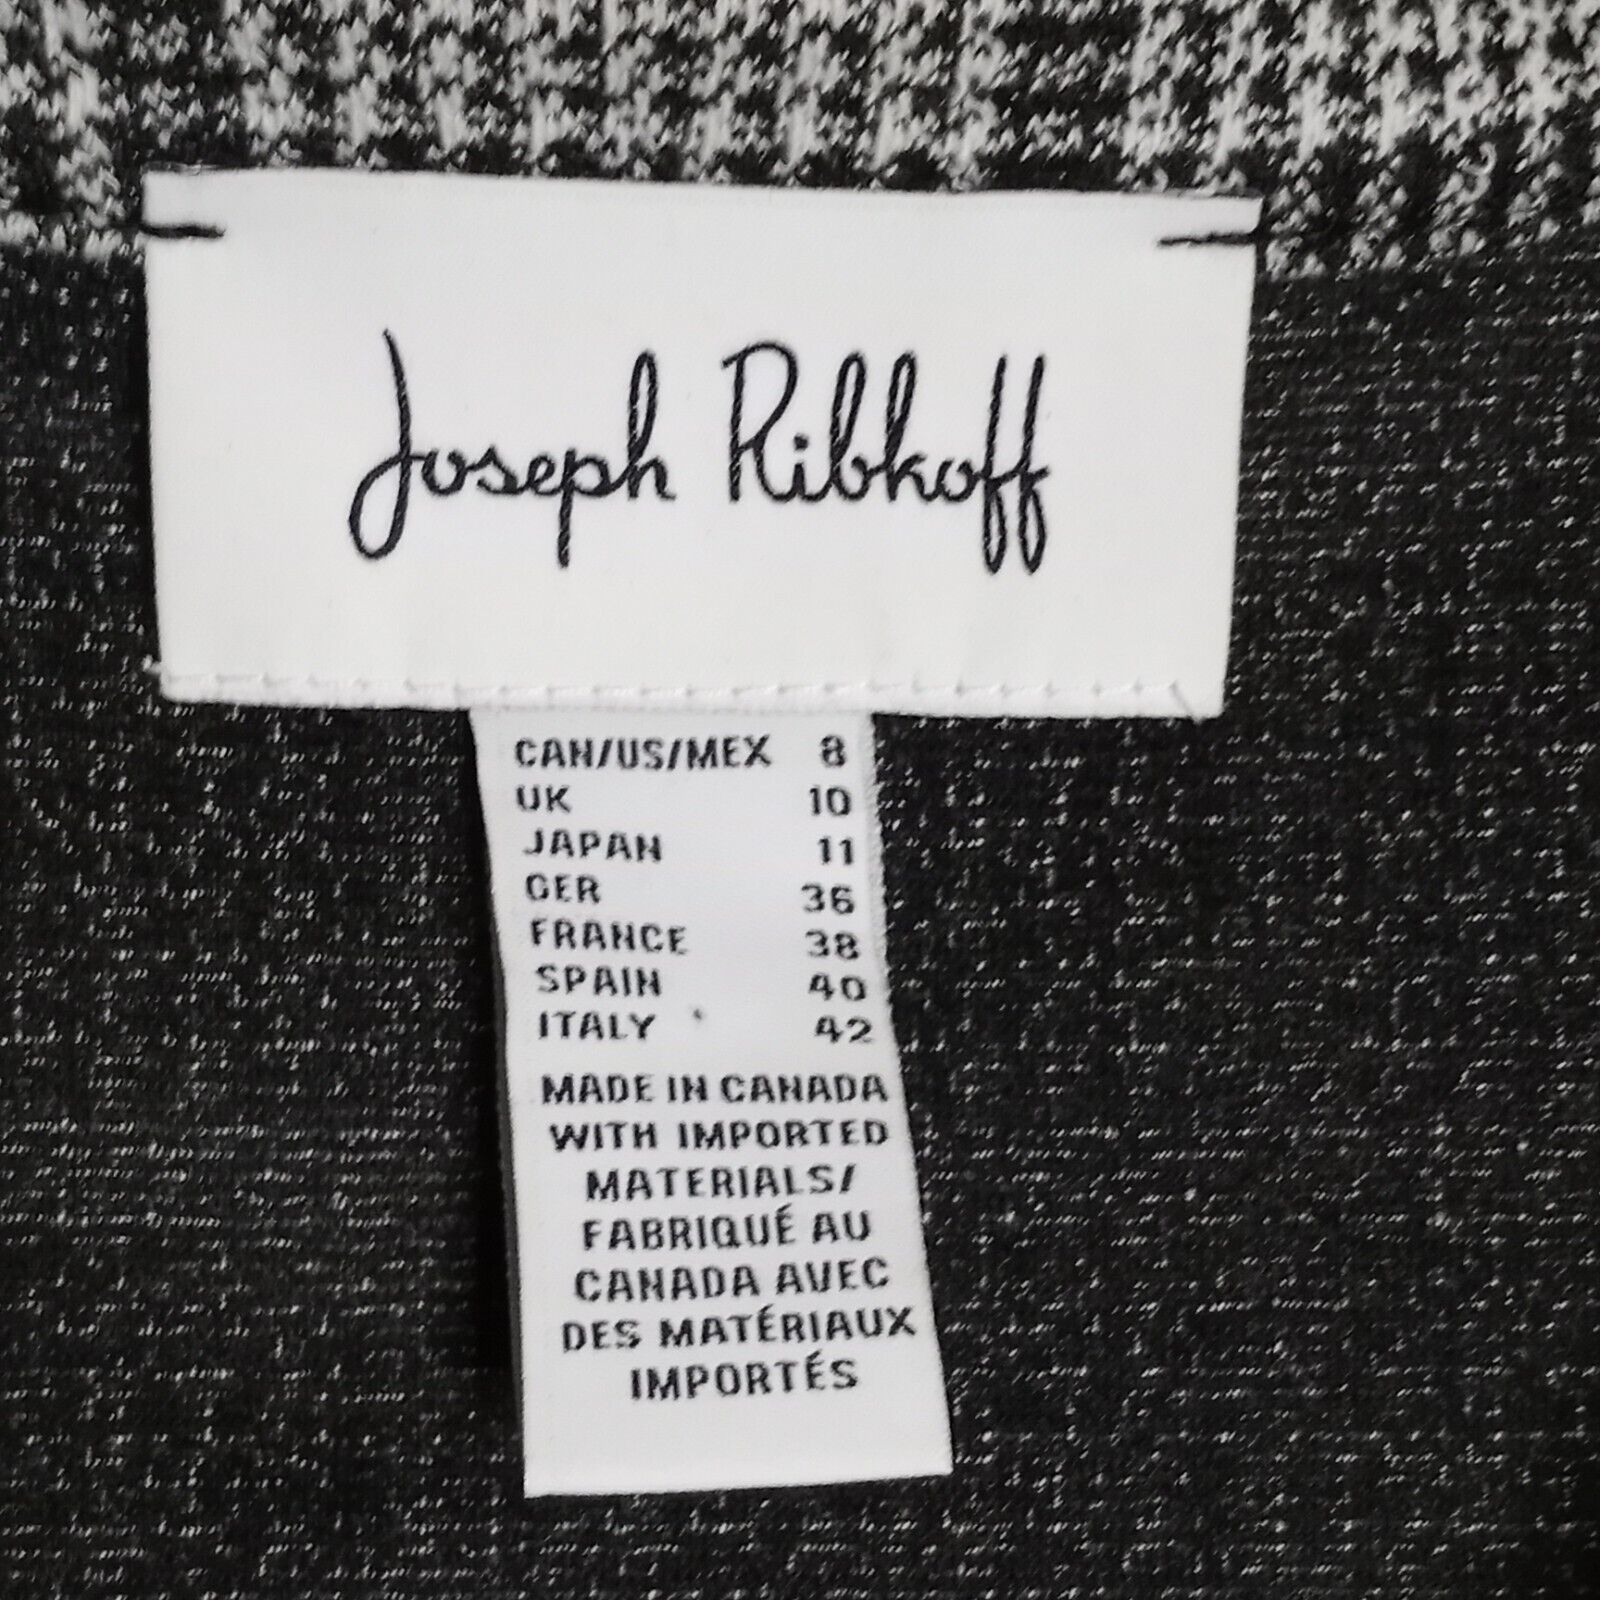 Joseph Ribkoff
CAN/US/MEX 8
UK 10
JAPAN 11
GER 36
FRANCE 38
SPAIN 40
ITALY 42
MADE IN CANADA
WITH IMPORTED
MATERIALS/
FABRIQUÉ AU
CANADA AVEC
DES MATÉRIAUX
IMPORTÉS